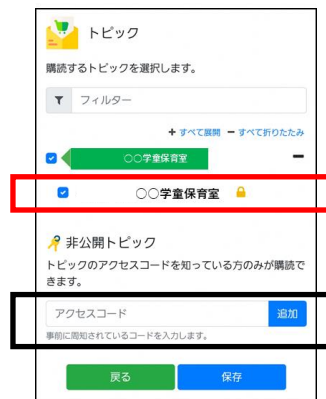 トピック
購読するトピックを選択します。
フィルター
+ すべて展開 − すべて折りたたみ
〇〇学童保育室
〇〇学童保育室
非公開トピック
トピックのアクセスコードを知っている方のみが購読で
きます。
アクセスコード 追加
事前に周知されているコードを入力します。
戻る 保存